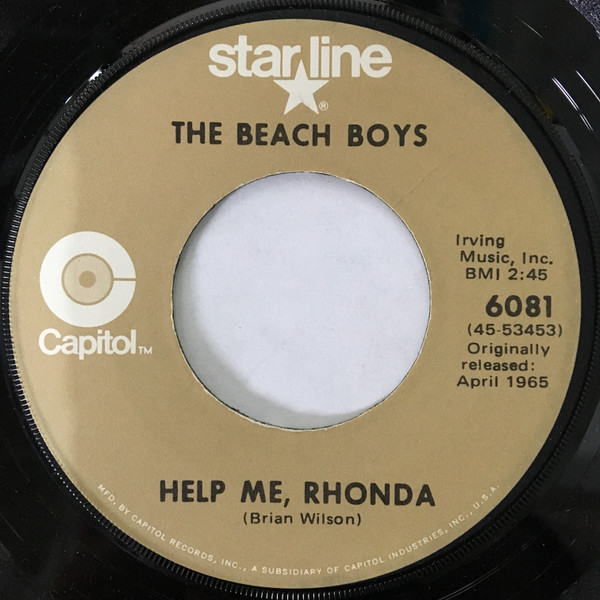 starline
®
THE BEACH BOYS
Irving
Music, Inc.
BMI 2:45
6081
(45-53453)
Originally
released:
April 1965
Capitol™
HELP ME, RHONDA
(Brian Wilson)
MFD. BY CAPITOL RECORDS, INC., A SUBSIDIARY OF CAPITOL INDUSTRIES, INC., U.S.A.